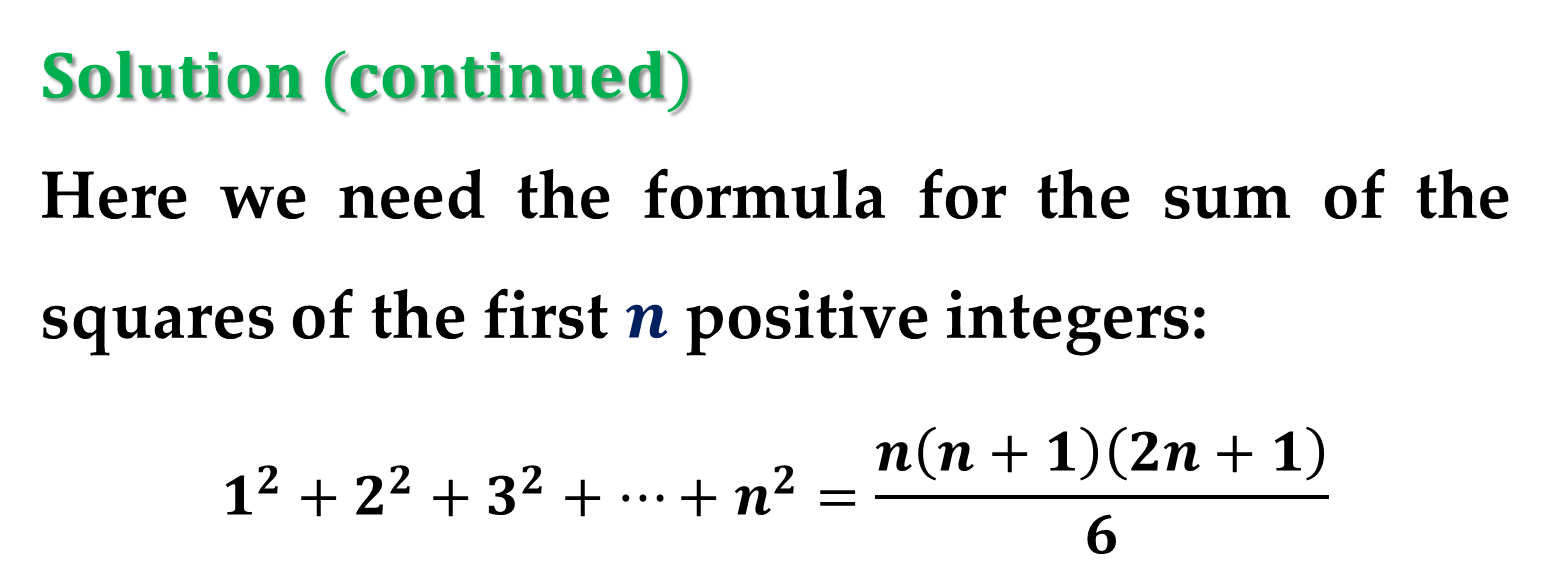 Solution (continued)
Here we need the formula for the sum of the
squares of the first n positive integers:
1² + 2² + 3² + ⋯ + n² = n(n + 1)(2n + 1) / 6